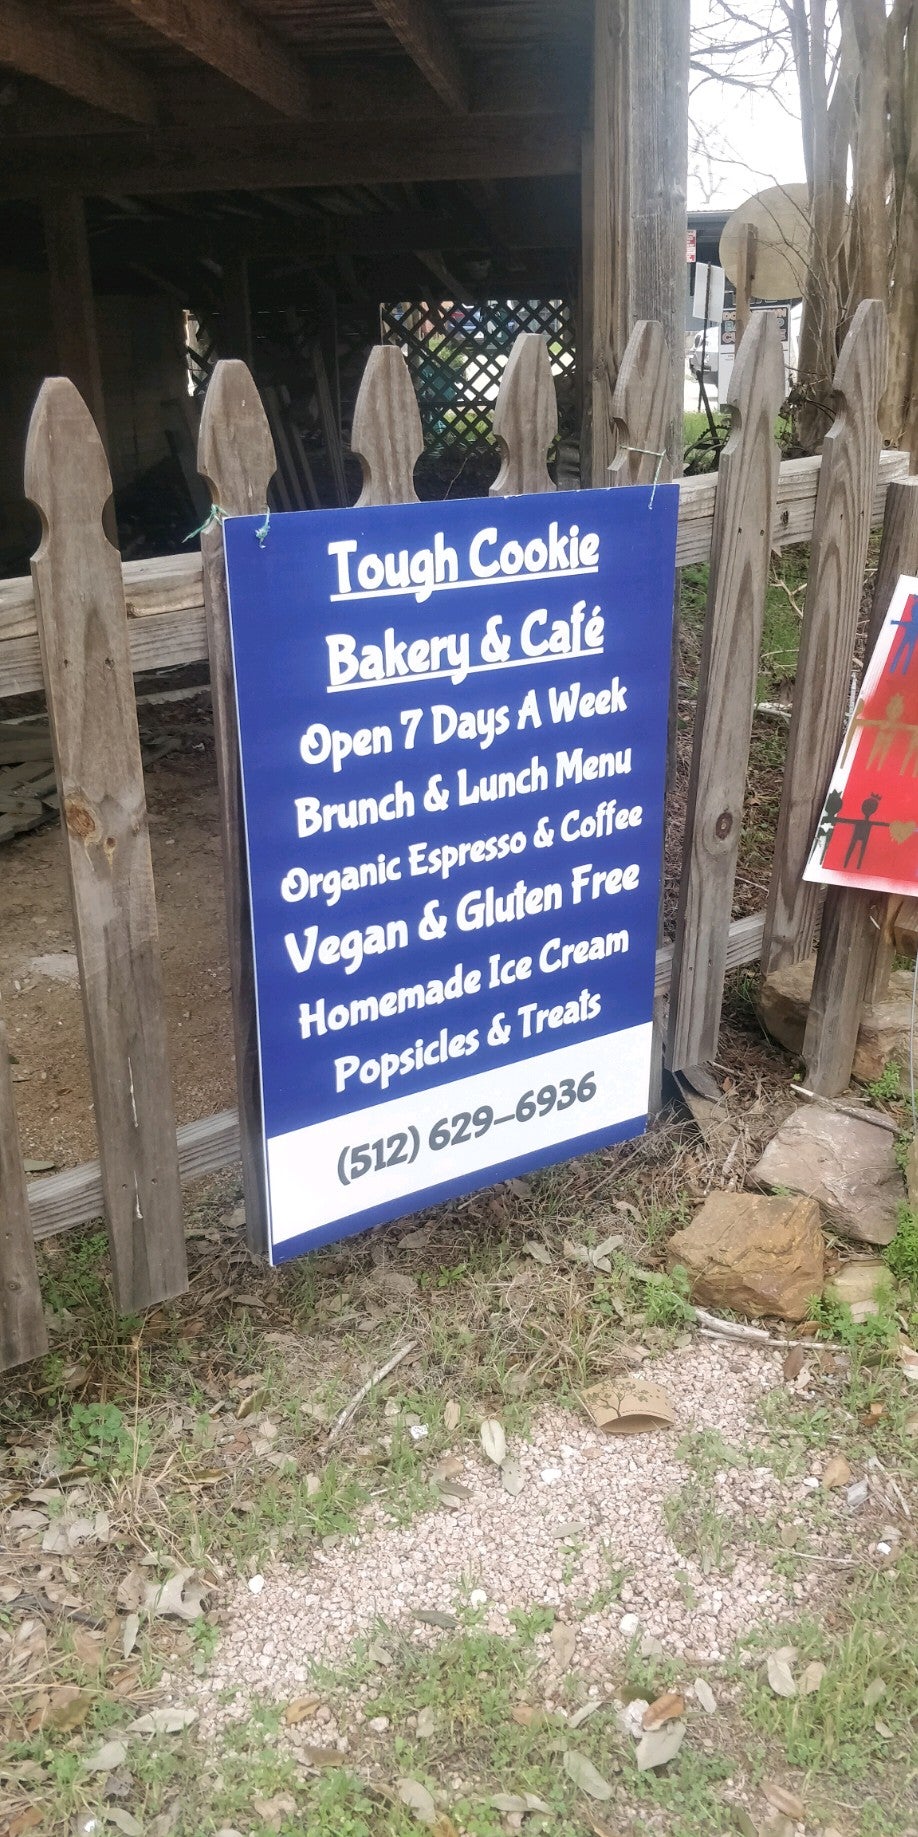 Tough Cookie
Bakery & Café
Open 7 Days A Week
Brunch & Lunch Menu
Organic Espresso & Coffee
Vegan & Gluten Free
Homemade Ice Cream
Popsicles & Treats
(512) 629-6936